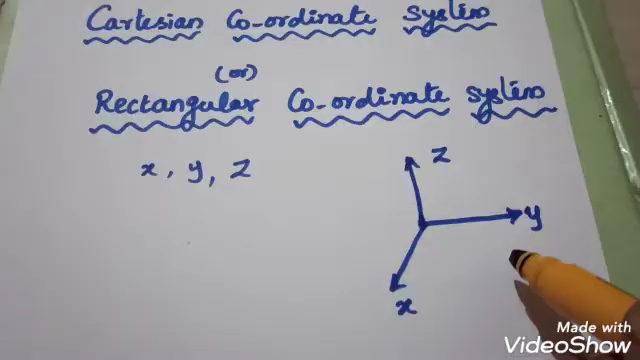 Cartesian Co-ordinate System
(or)
Rectangular Co-ordinate System
x, y, z
z
y
x
Made with
VideoShow